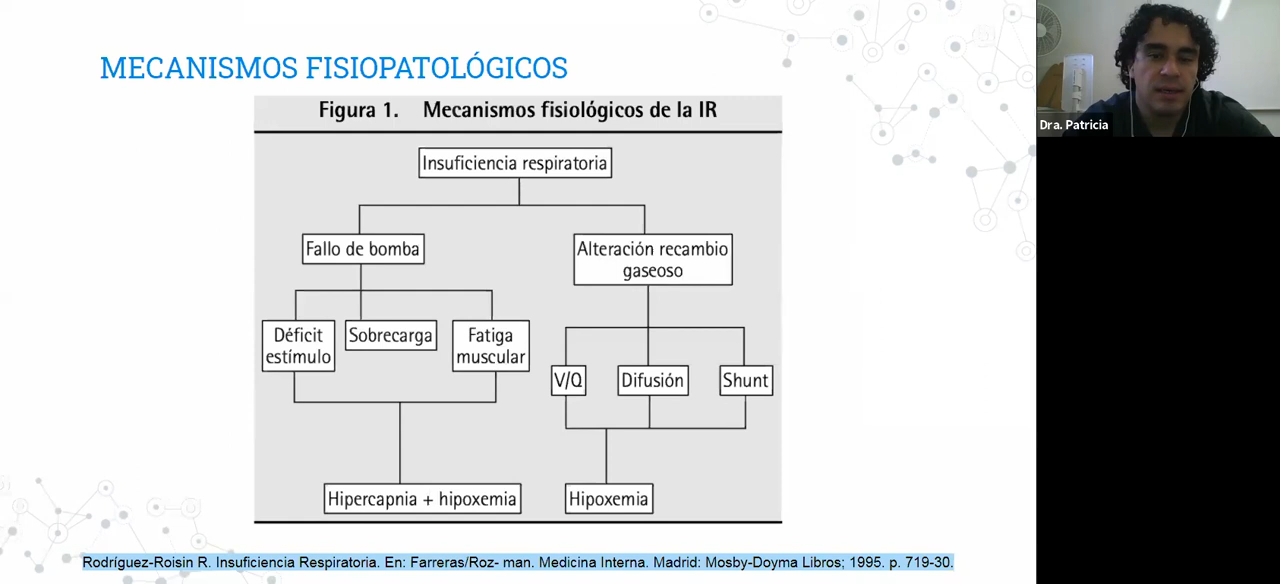 MECANISMOS FISIOPATOLÓGICOS
Figura 1. Mecanismos fisiológicos de la IR
Insuficiencia respiratoria
Fallo de bomba
Alteración recambio
gaseoso
Déficit
estímulo
Sobrecarga
Fatiga
muscular
V/Q
Difusión
Shunt
Hipercapnia + hipoxemia
Hipoxemia
Rodríguez-Roisin R. Insuficiencia Respiratoria. En: Farreras/Roz- man. Medicina Interna. Madrid: Mosby-Doyma Libros; 1995. p. 719-30.
Dra. Patricia